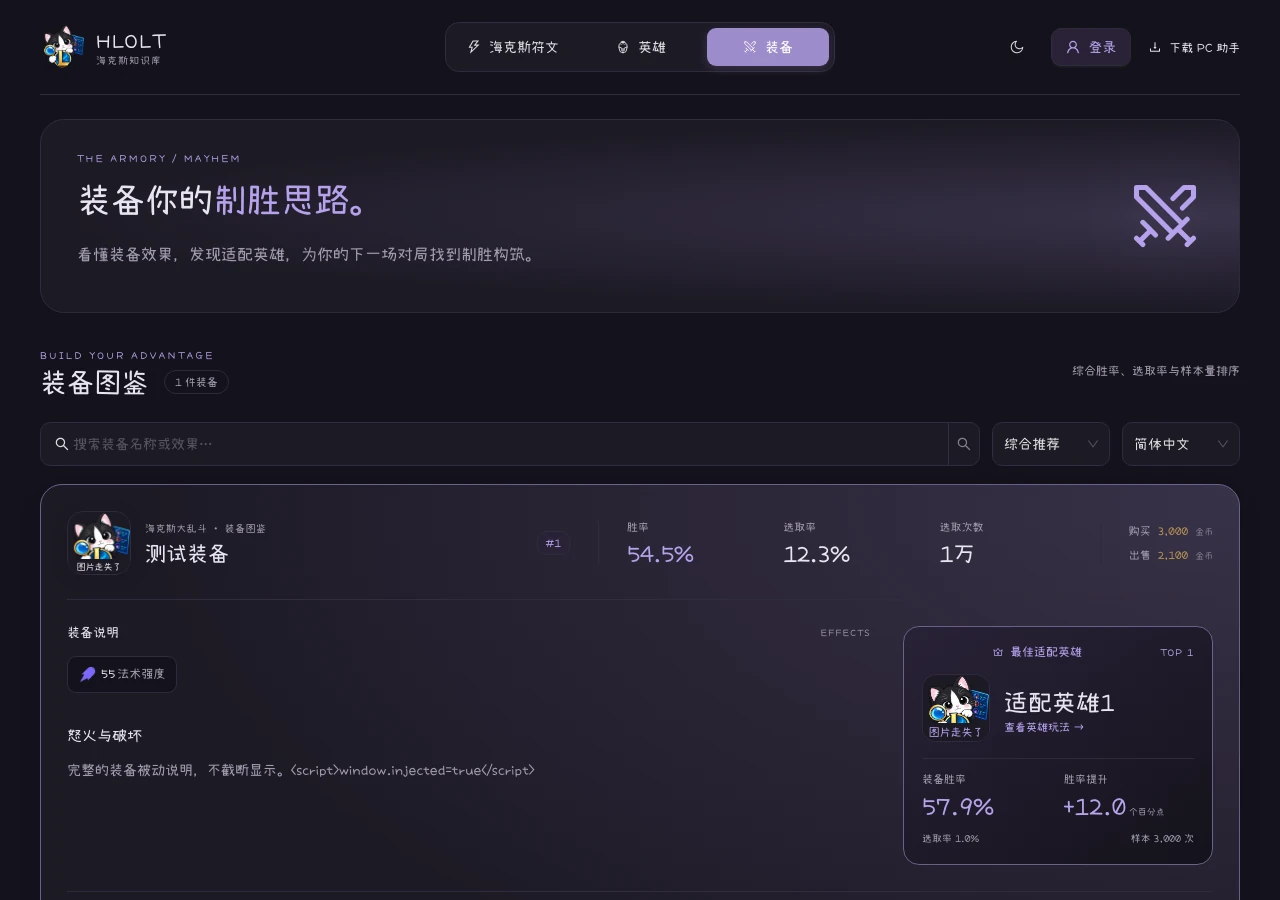 HLOLT
海克斯知识库
海克斯符文
英雄
装备
登录
下载 PC 助手
THE ARMORY / MAYHEM
装备你的制胜思路。
看懂装备效果，发现适配英雄，为你的下一场对局找到制胜构筑。
BUILD YOUR ADVANTAGE
装备图鉴
1 件装备
综合胜率、选取率与样本量排序
搜索装备名称或效果…
综合推荐
简体中文
图片走失了
海克斯大乱斗 · 装备图鉴
测试装备
#1
胜率
54.5%
选取率
12.3%
选取次数
1万
购买 3,000 金币
出售 2,100 金币
装备说明
EFFECTS
55 法术强度
怒火与破坏
完整的装备被动说明，不截断显示。<script>window.injected=true</script>
最佳适配英雄
TOP 1
图片走失了
适配英雄1
查看英雄玩法 →
装备胜率
57.9%
胜率提升
+12.0 个百分点
选取率 1.0%
样本 3,000 次